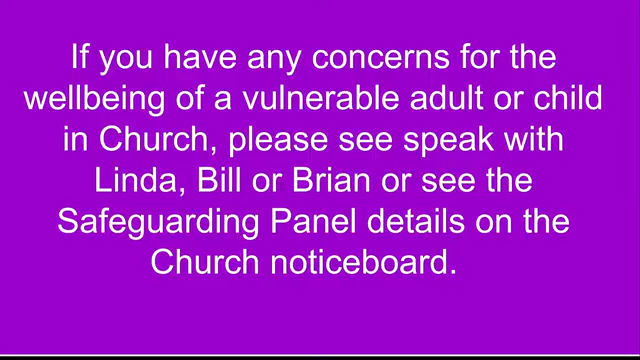 If you have any concerns for the
wellbeing of a vulnerable adult or child
in Church, please see speak with
Linda, Bill or Brian or see the
Safeguarding Panel details on the
Church noticeboard.